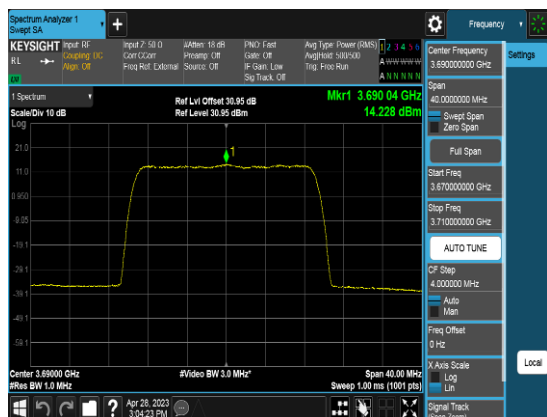 Spectrum Analyzer 1
Swept SA
+
Frequency
KEYSIGHT
RL
Input: RF
Coupling: DC
Align: Off
Input Z: 50 Ω
Corr CCorr
Freq Ref: External
#Atten: 18 dB
Preamp: Off
Source: Off
PNO: Fast
Gate: Off
IF Gain: Low
Sig Track: Off
Avg Type: Power (RMS)
Avg|Hold: 500/500
Trig: Free Run
1 2 3 4 5 6
A W W W W W
A N N N N N
1 Spectrum
Scale/Div 10 dB
Ref Lvl Offset 30.95 dB
Ref Level 30.95 dBm
Mkr1 3.690 04 GHz
14.228 dBm
Log
21.0
11.0
0.950
-9.05
-19.1
-29.1
-39.1
-49.1
-59.1
1
Center 3.69000 GHz
#Res BW 1.0 MHz
#Video BW 3.0 MHz*
Span 40.00 MHz
Sweep 1.00 ms (1001 pts)
Center Frequency
3.690000000 GHz
Span
40.0000000 MHz
Swept Span
Zero Span
Full Span
Start Freq
3.670000000 GHz
Stop Freq
3.710000000 GHz
AUTO TUNE
CF Step
4.000000 MHz
Auto
Man
Freq Offset
0 Hz
X Axis Scale
Log
Lin
Signal Track
Settings
Local
?
Apr 28, 2023
3:04:23 PM